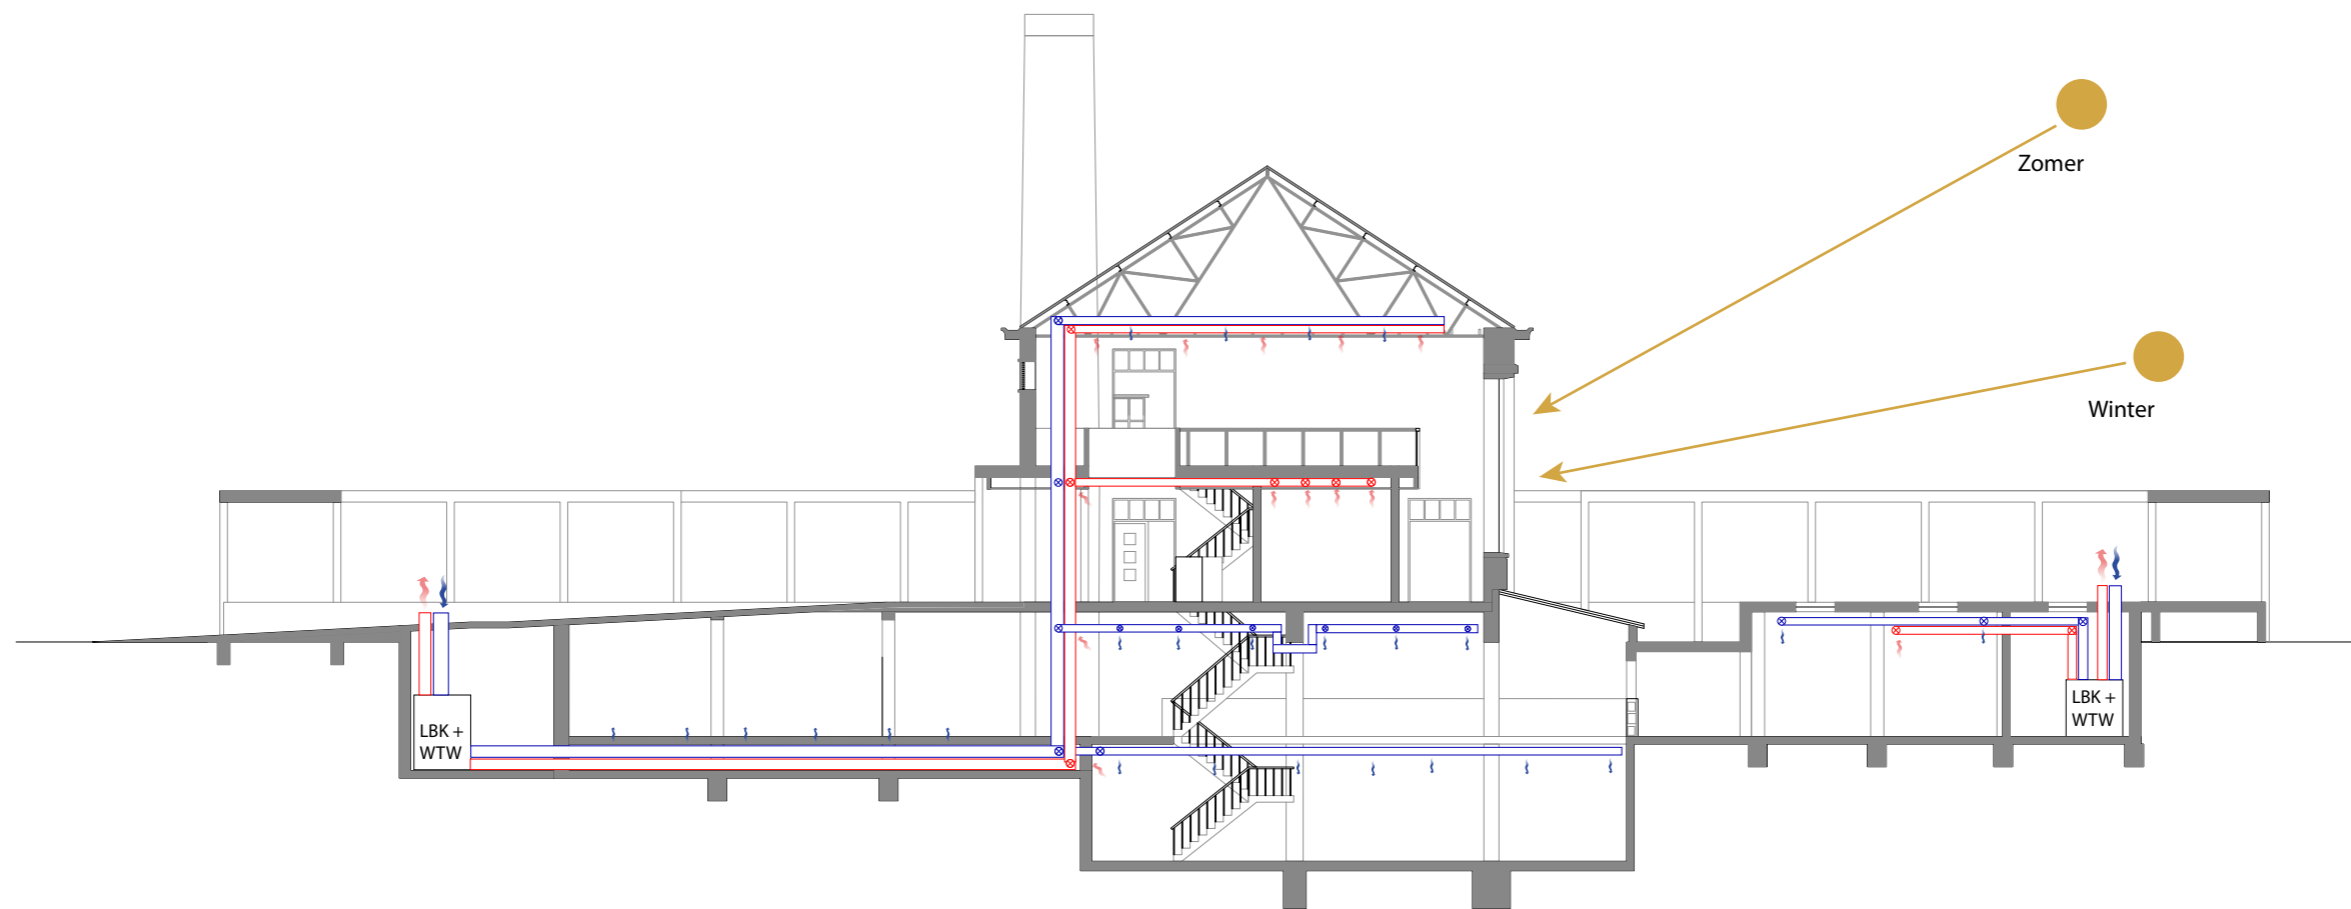 Zomer
Winter
LBK +
WTW
LBK +
WTW